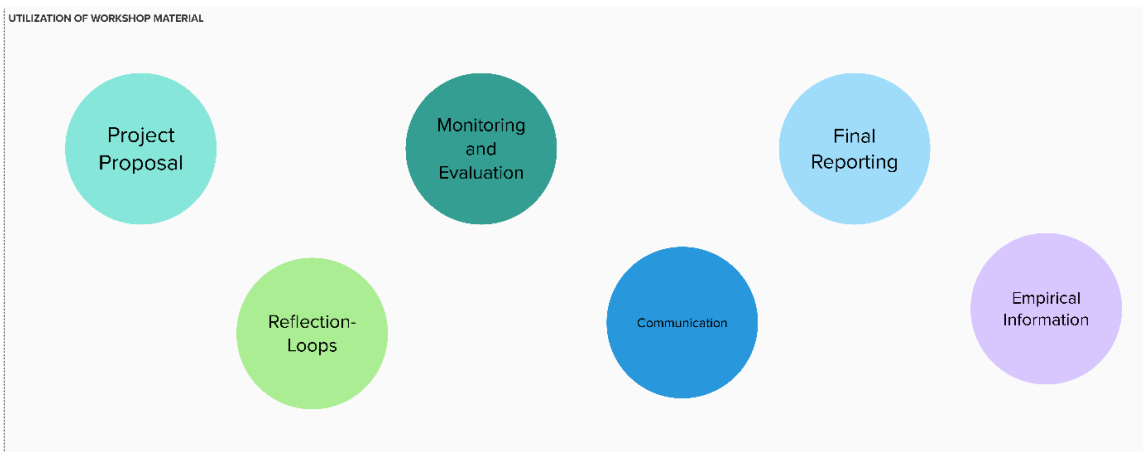 UTILIZATION OF WORKSHOP MATERIAL
Project
Proposal
Monitoring
and
Evaluation
Final
Reporting
Reflection-
Loops
Communication
Empirical
Information